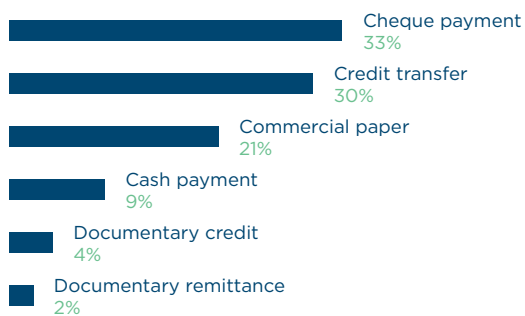 Cheque payment
33%
Credit transfer
30%
Commercial paper
21%
Cash payment
9%
Documentary credit
4%
Documentary remittance
2%